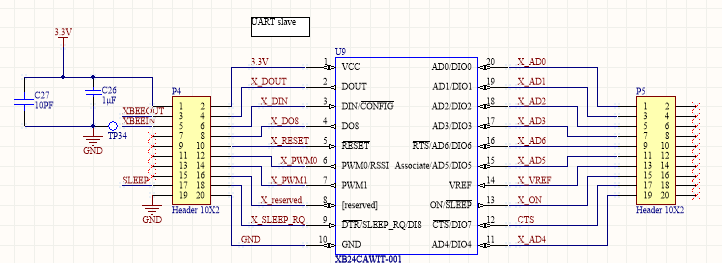 UART slave
3.3V
U9
C27
10PF
C26
1µF
P4
XBEEOUT
XBEEIN
TP34
GND
SLEEP
GND
1 2
3 4
5 6
7 8
9 10
11 12
13 14
15 16
17 18
19 20
Header 10X2
3.3V 1 VCC AD0/DIO0 20 X_AD0
X_DOUT 2 DOUT AD1/DIO1 19 X_AD1
X_DIN 3 DIN/CONFIG AD2/DIO2 18 X_AD2
X_DO8 4 DO8 AD3/DIO3 17 X_AD3
X_RESET 5 RESET RTS/AD6/DIO6 16 X_AD6
X_PWM0 6 PWM0/RSSI Associate/AD5/DIO5 15 X_AD5
X_PWM1 7 PWM1 VREF 14 X_VREF
X_reserved 8 [reserved] ON/SLEEP 13 X_ON
X_SLEEP_RQ 9 DTR/SLEEP_RQ/DI8 CTS/DIO7 12 CTS
GND 10 GND AD4/DIO4 11 X_AD4
XB24CAWIT-001
P5
1 2
3 4
5 6
7 8
9 10
11 12
13 14
15 16
17 18
19 20
Header 10X2